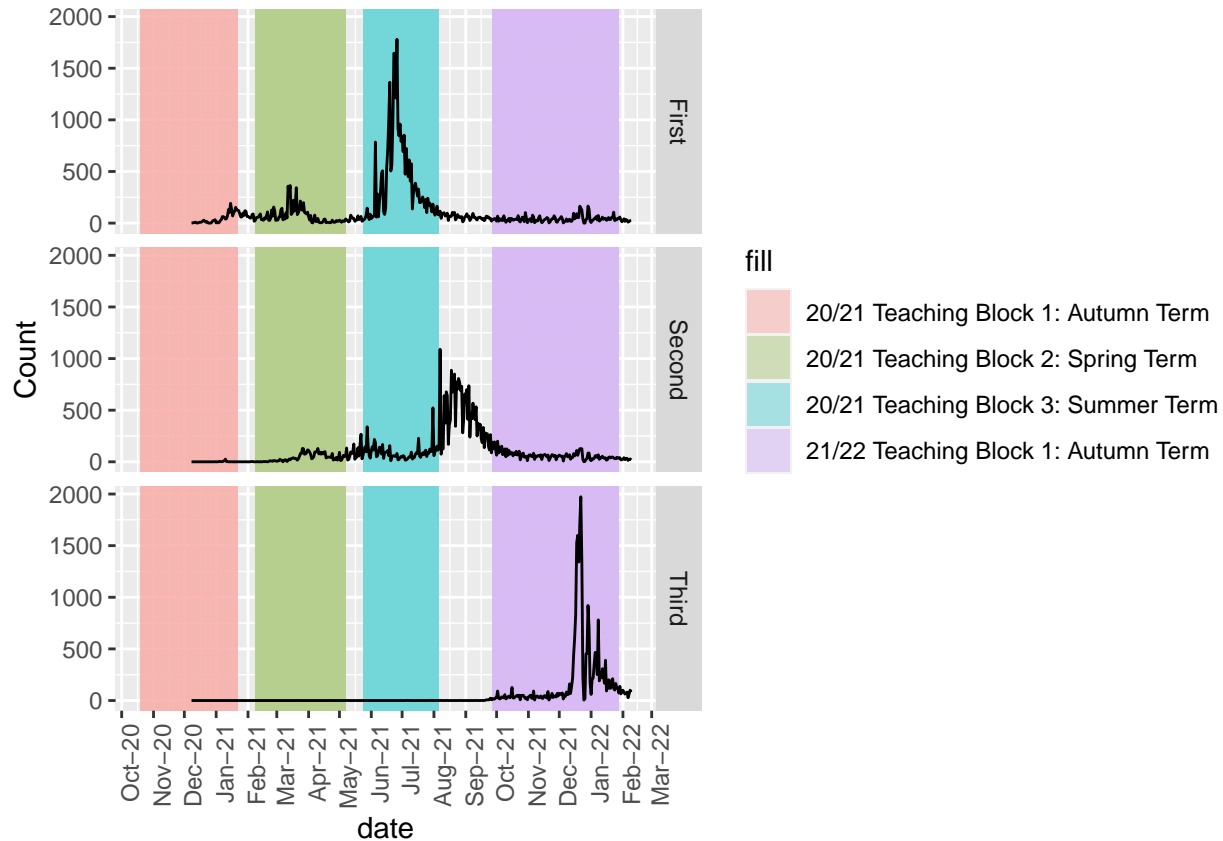 2000
1500
1000
500
0
First
2000
1500
1000
500
0
Second
2000
1500
1000
500
0
Third
Count
Oct−20
Nov−20
Dec−20
Jan−21
Feb−21
Mar−21
Apr−21
May−21
Jun−21
Jul−21
Aug−21
Sep−21
Oct−21
Nov−21
Dec−21
Jan−22
Feb−22
Mar−22
date
fill
20/21 Teaching Block 1: Autumn Term
20/21 Teaching Block 2: Spring Term
20/21 Teaching Block 3: Summer Term
21/22 Teaching Block 1: Autumn Term